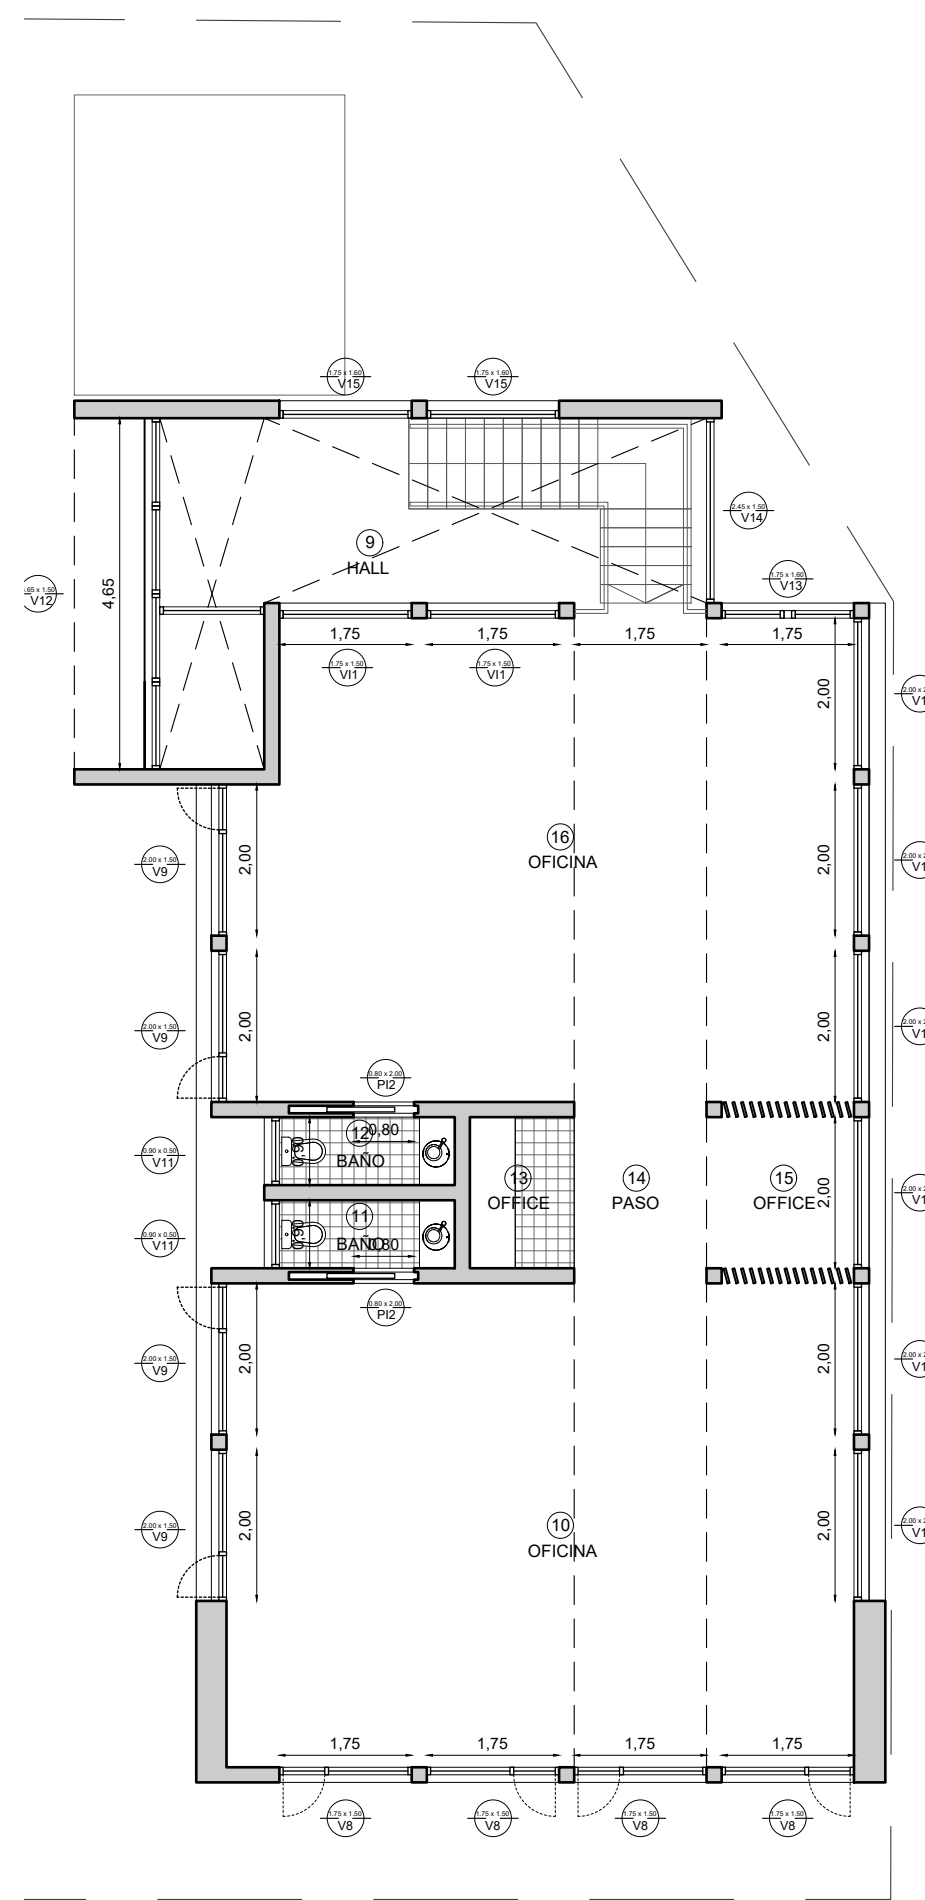 1.75 x 1.60
V15
1.75 x 1.60
V15
2.45 x 1.50
V14
9
HALL
1.75 x 1.60
V13
V12
4,65
1,75
1,75
1,75
1,75
1.75 x 1.50
VI1
1.75 x 1.50
VI1
2,00
16
OFICINA
2.00 x 1.50
V9
2,00
2,00
2.00 x 1.50
V9
2,00
2,00
0.80 x 2.00
PI2
12
0,80
0,90
BAÑO
0.90 x 0.50
V11
13
OFFICE
14
PASO
15
OFFICE
2,00
11
0,90
BAÑO
0,80
0.90 x 0.50
V11
0.80 x 2.00
PI2
2.00 x 1.50
V9
2,00
2,00
2.00 x 1.50
V9
2,00
2,00
10
OFICINA
1,75
1,75
1,75
1,75
1.75 x 1.50
V8
1.75 x 1.50
V8
1.75 x 1.50
V8
1.75 x 1.50
V8